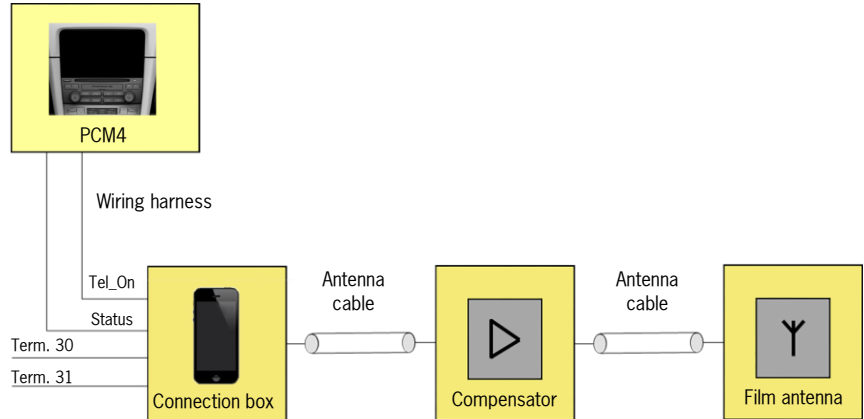 PCM4
Wiring harness
Tel_On
Status
Term. 30
Term. 31
Connection box
Antenna
cable
Compensator
Antenna
cable
Film antenna